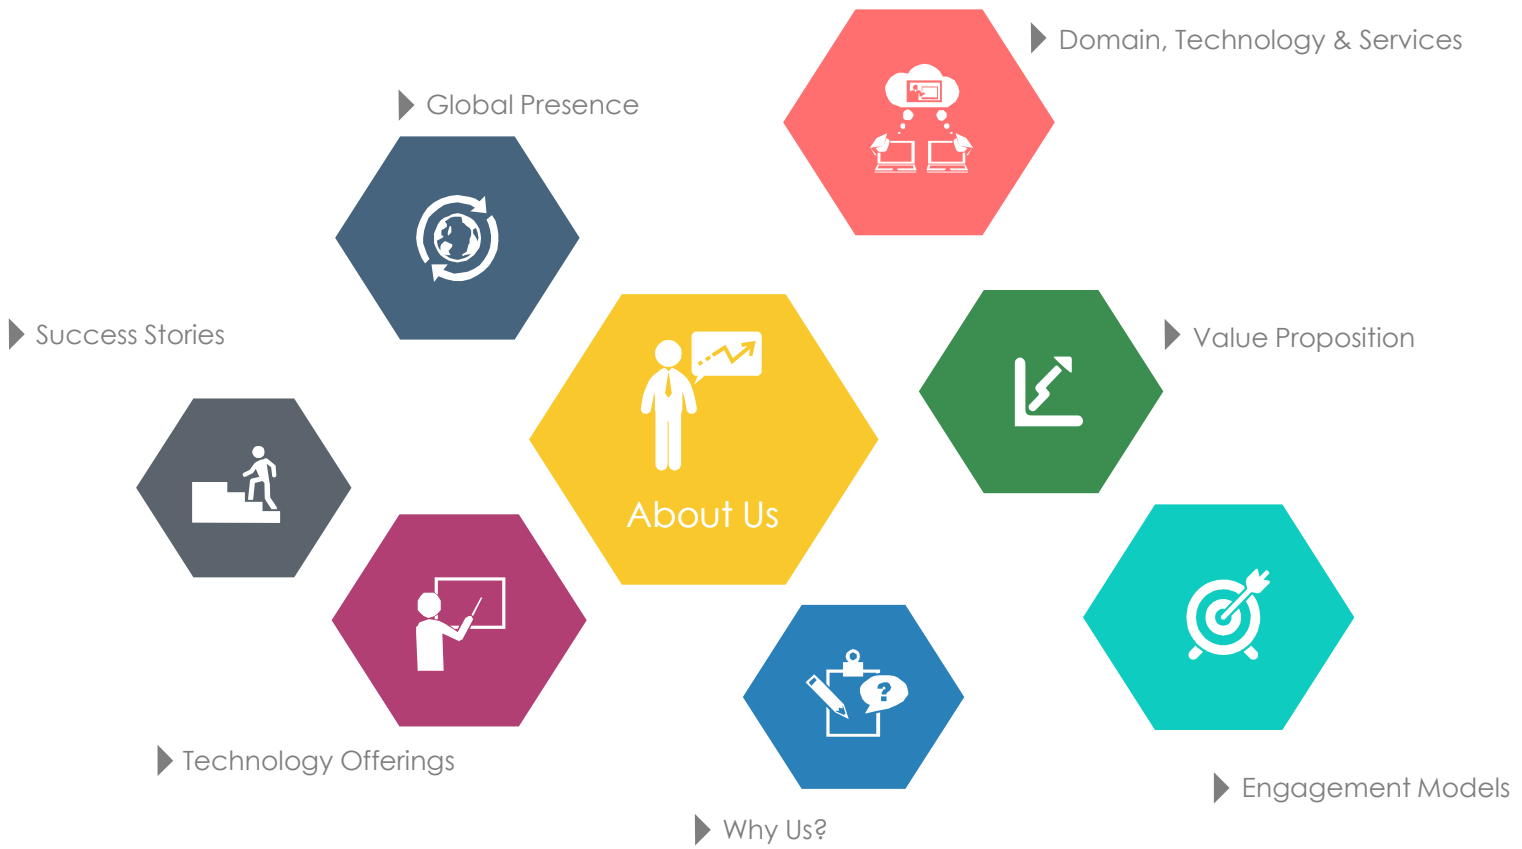 Domain, Technology & Services
Global Presence
Success Stories
Value Proposition
?
About Us
Technology Offerings
Engagement Models
Why Us?